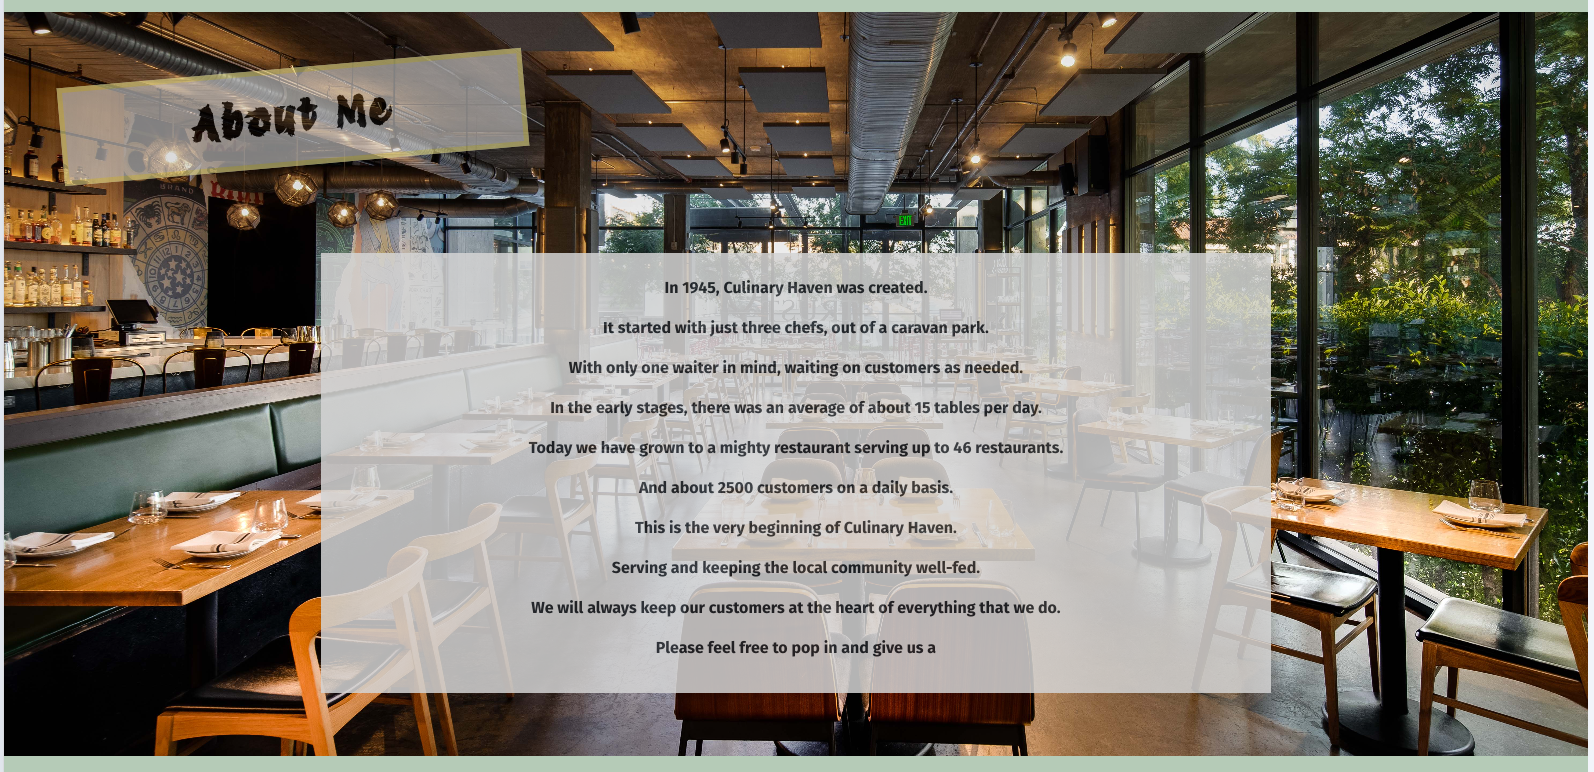 About Me
BRAND
EXIT
In 1945, Culinary Haven was created.
It started with just three chefs, out of a caravan park.
With only one waiter in mind, waiting on customers as needed.
In the early stages, there was an average of about 15 tables per day.
Today we have grown to a mighty restaurant serving up to 46 restaurants.
And about 2500 customers on a daily basis.
This is the very beginning of Culinary Haven.
Serving and keeping the local community well-fed.
We will always keep our customers at the heart of everything that we do.
Please feel free to pop in and give us a